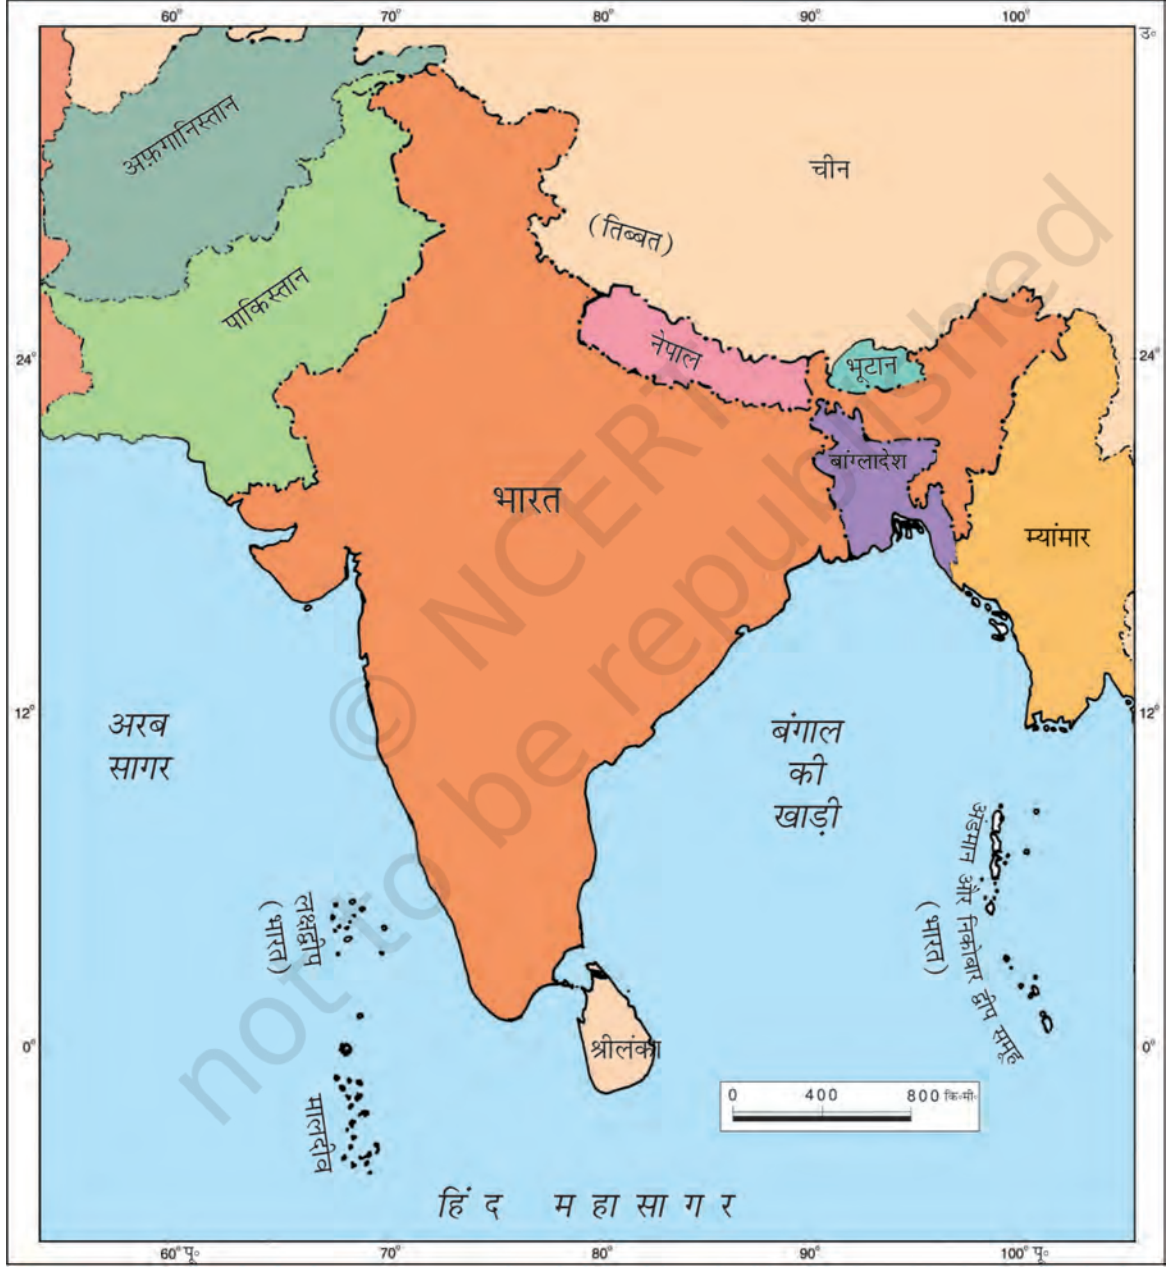 60° 70° 80° 90° 100°
उ॰
अफ़गानिस्तान
चीन
(तिब्बत)
पाकिस्तान
24° 24°
नेपाल
भूटान
बांग्लादेश
भारत
म्यांमार
© NCERT
not to be republished
12° 12°
अरब
सागर
बंगाल
की
खाड़ी
अंडमान और निकोबार द्वीप समूह
(भारत)
लक्षद्वीप
(भारत)
0° 0°
श्रीलंका
0 400 800 कि॰मी॰
मालदीव
हिंद महासागर
60° पू॰ 70° 80° 90° 100° पू॰